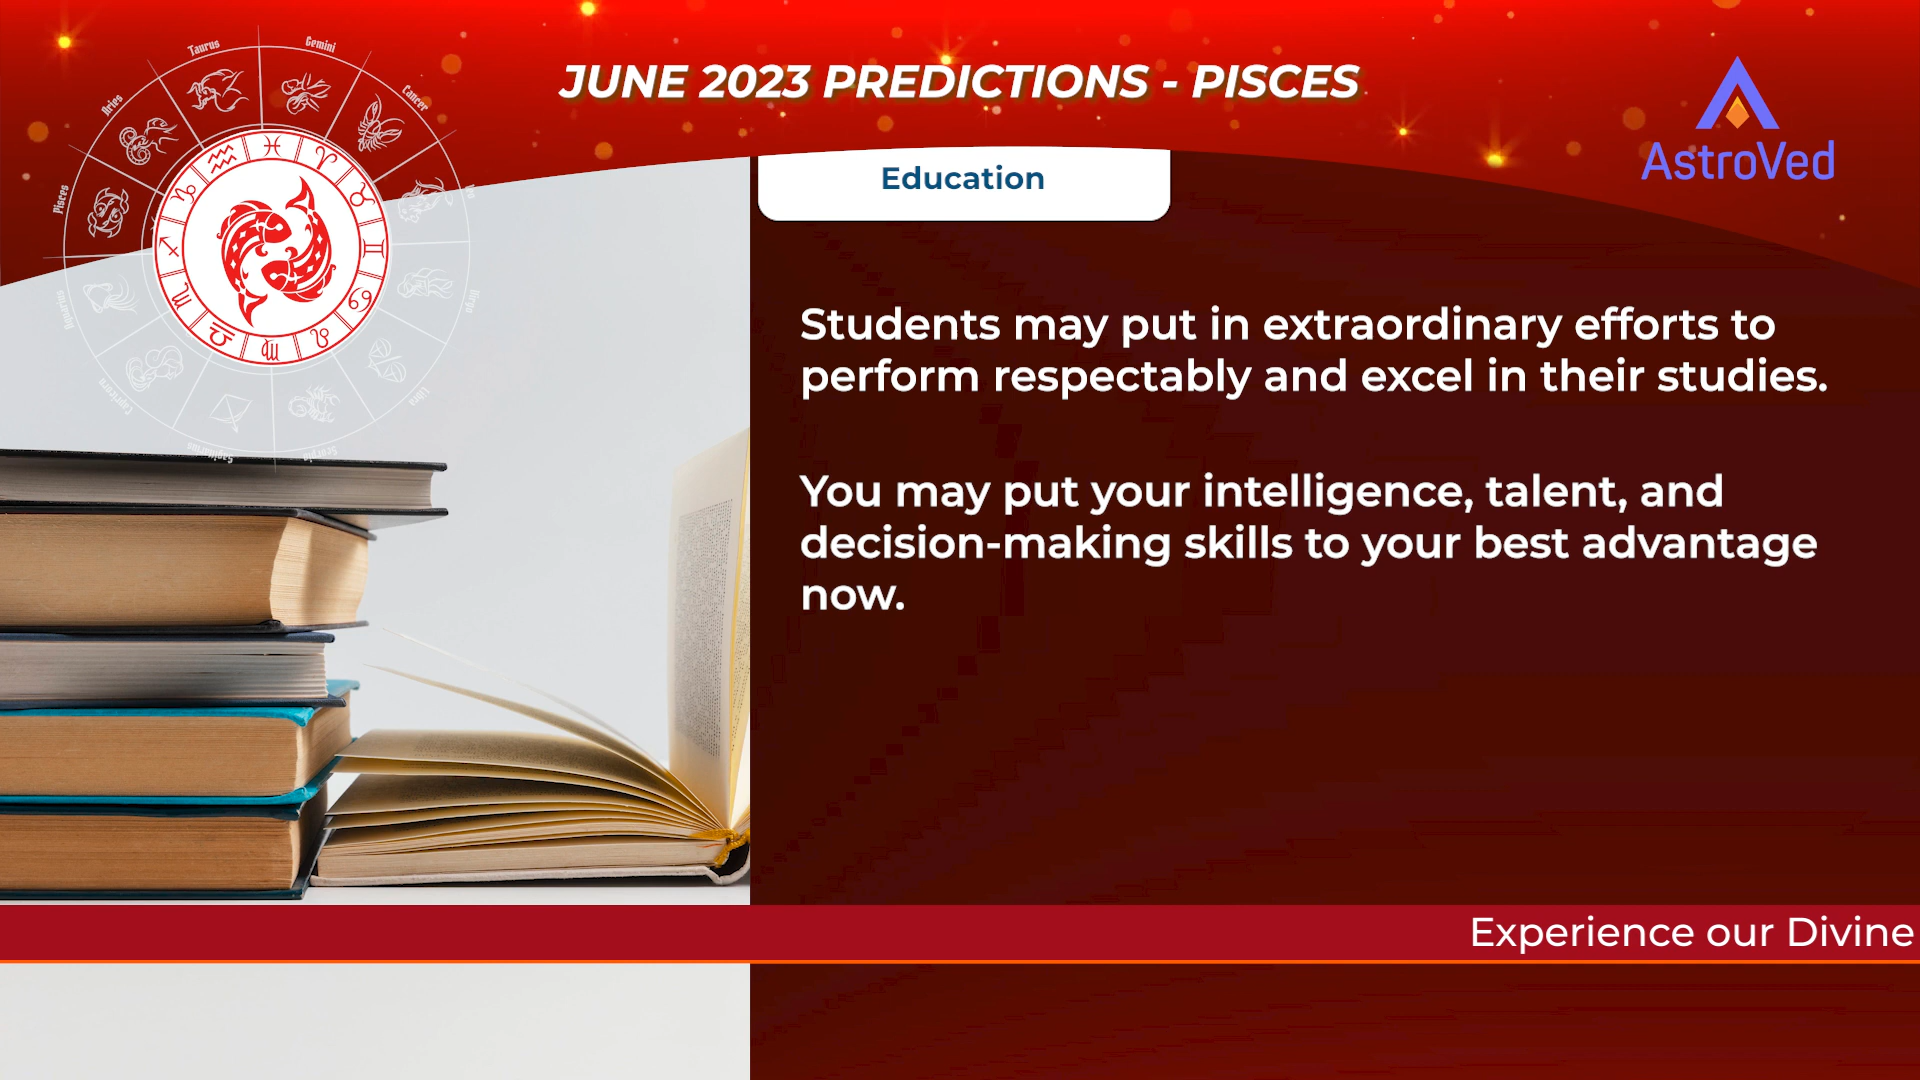 JUNE 2023 PREDICTIONS - PISCES
AstroVed
Education
Taurus
Gemini
Aries
Cancer
Pisces
Students may put in extraordinary efforts to
perform respectably and excel in their studies.
You may put your intelligence, talent, and
decision-making skills to your best advantage
now.
Libra
Scorpio
Experience our Divine